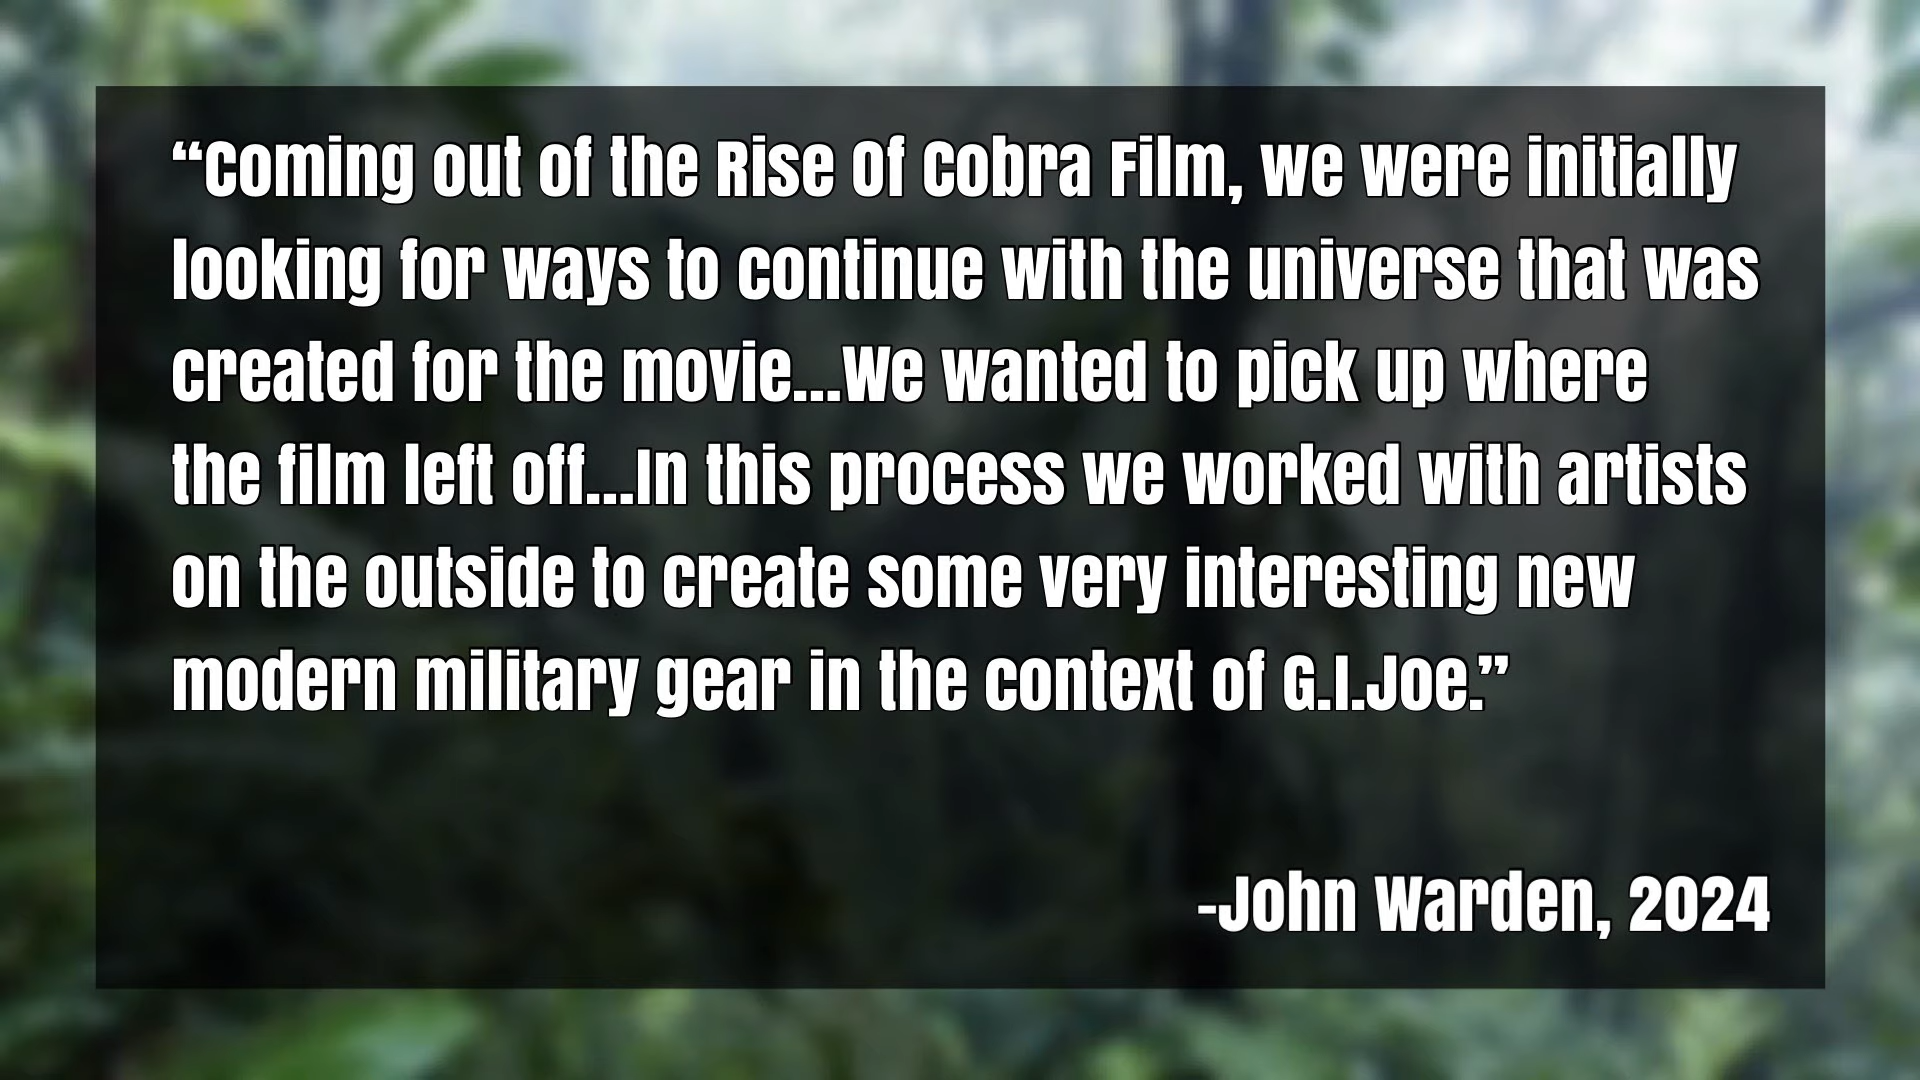 “Coming out of the Rise Of Cobra Film, we were initially
looking for ways to continue with the universe that was
created for the movie...We wanted to pick up where
the film left off...In this process we worked with artists
on the outside to create some very interesting new
modern military gear in the context of G.I.Joe.”
-John Warden, 2024